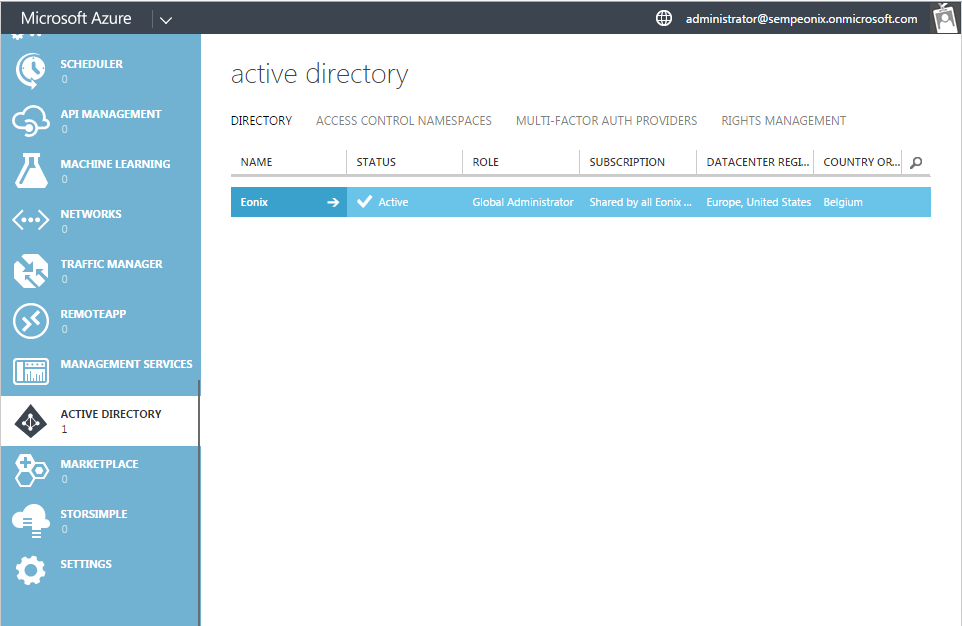 Microsoft Azure
administrator@sempeonix.onmicrosoft.com
SCHEDULER
0
API MANAGEMENT
0
MACHINE LEARNING
0
NETWORKS
0
TRAFFIC MANAGER
0
REMOTEAPP
0
MANAGEMENT SERVICES
ACTIVE DIRECTORY
1
MARKETPLACE
0
STORSIMPLE
0
SETTINGS
active directory
DIRECTORY ACCESS CONTROL NAMESPACES MULTI-FACTOR AUTH PROVIDERS RIGHTS MANAGEMENT
NAME STATUS ROLE SUBSCRIPTION DATACENTER REGI... COUNTRY OR...
Eonix Active Global Administrator Shared by all Eonix ... Europe, United States Belgium